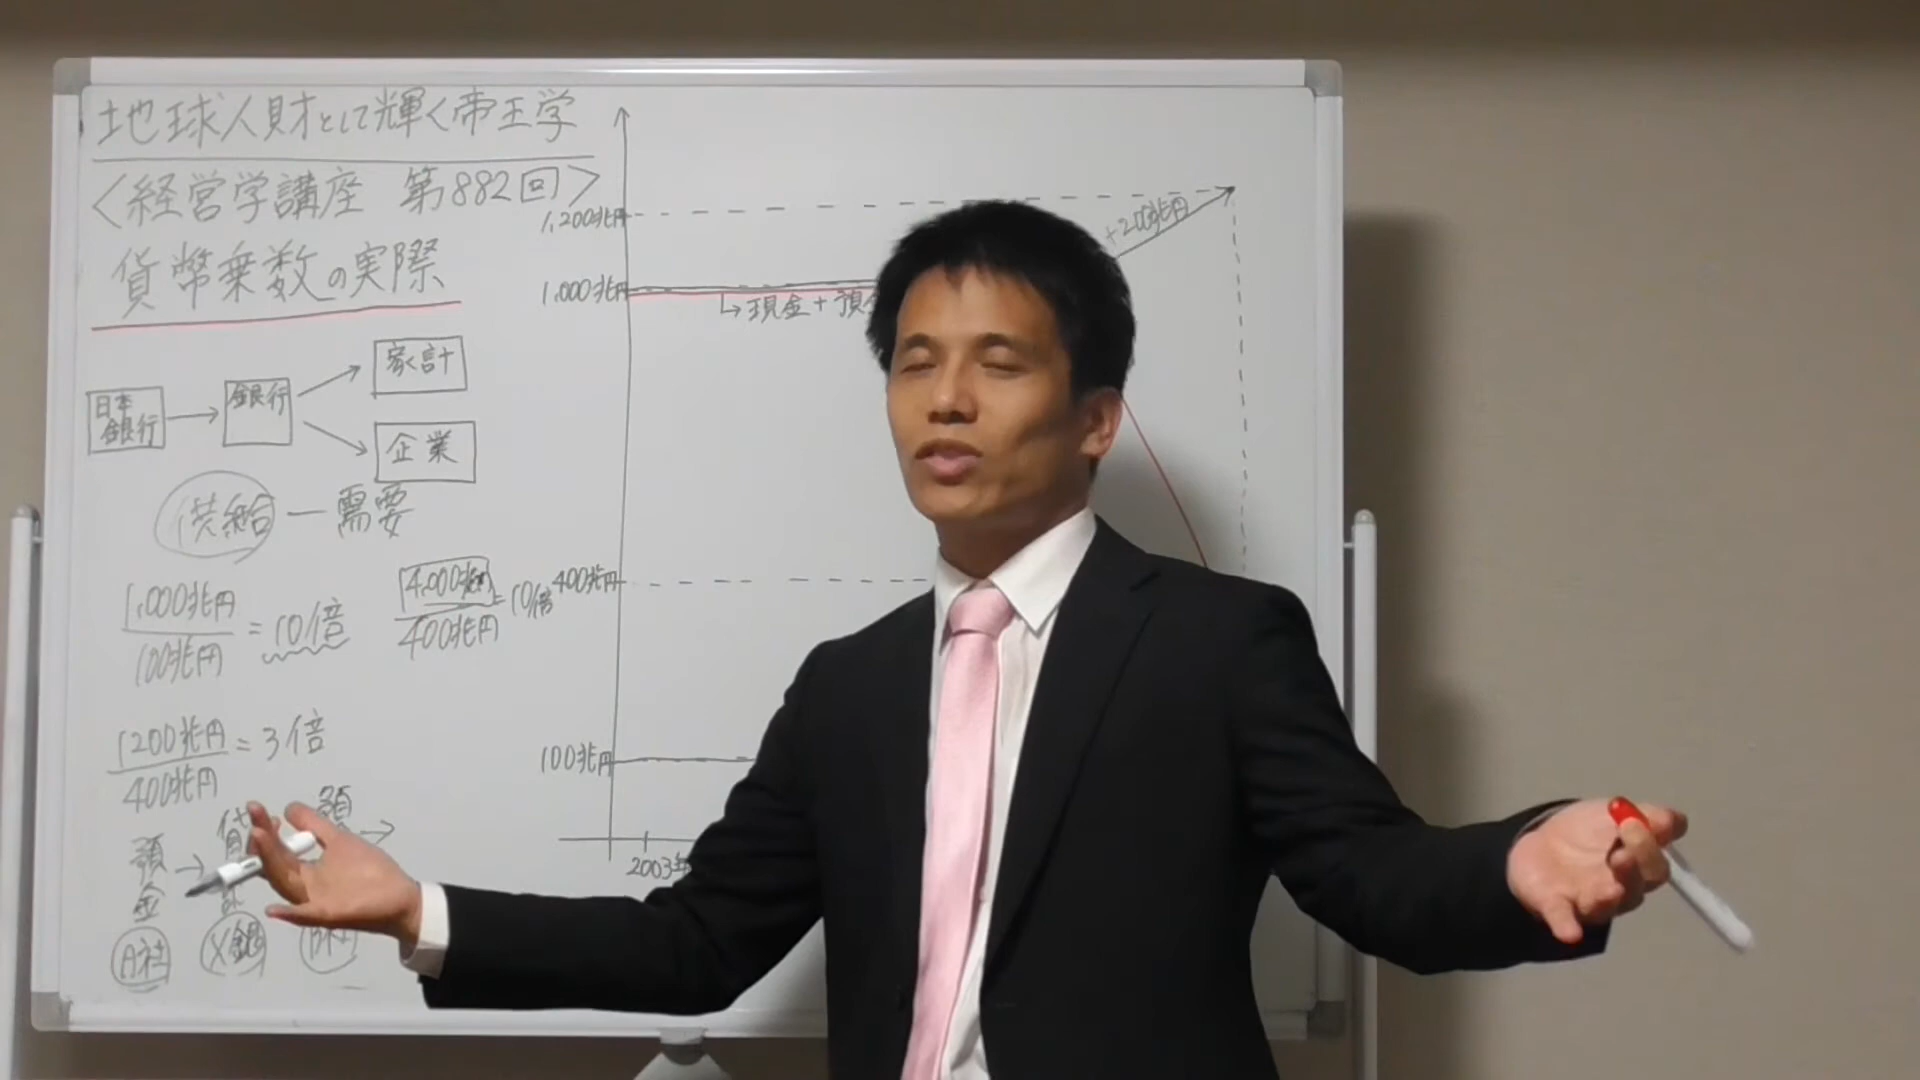 地球人財として輝く帝王学
<経営学講座 第882回>
貨幣乗数の実際
日本
銀行
銀行
家計
企業
供給 ー 需要
1,000兆円
100兆円
= 10倍
4,000兆円
400兆円
= 10倍
1200兆円
400兆円
= 3倍
預金
A社
X銀
B社
1,200兆円
+200兆円
1,000兆円
現金+預
400兆円
100兆円
2003年